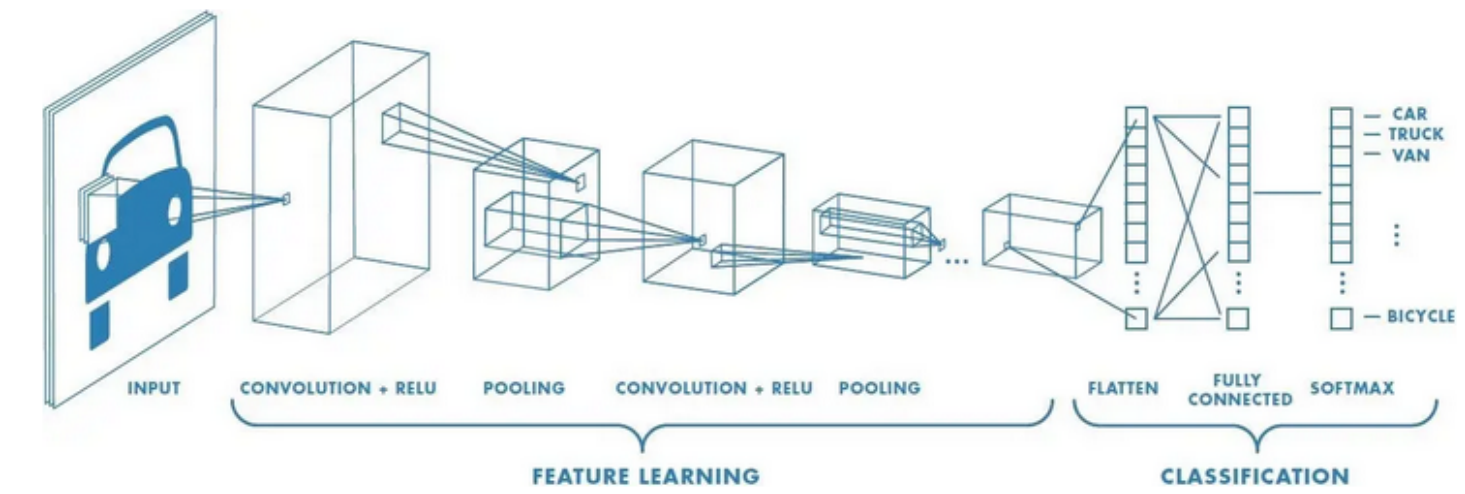 CAR
TRUCK
VAN
BICYCLE
INPUT
CONVOLUTION + RELU
POOLING
CONVOLUTION + RELU
POOLING
FLATTEN
FULLY
CONNECTED
SOFTMAX
FEATURE LEARNING
CLASSIFICATION